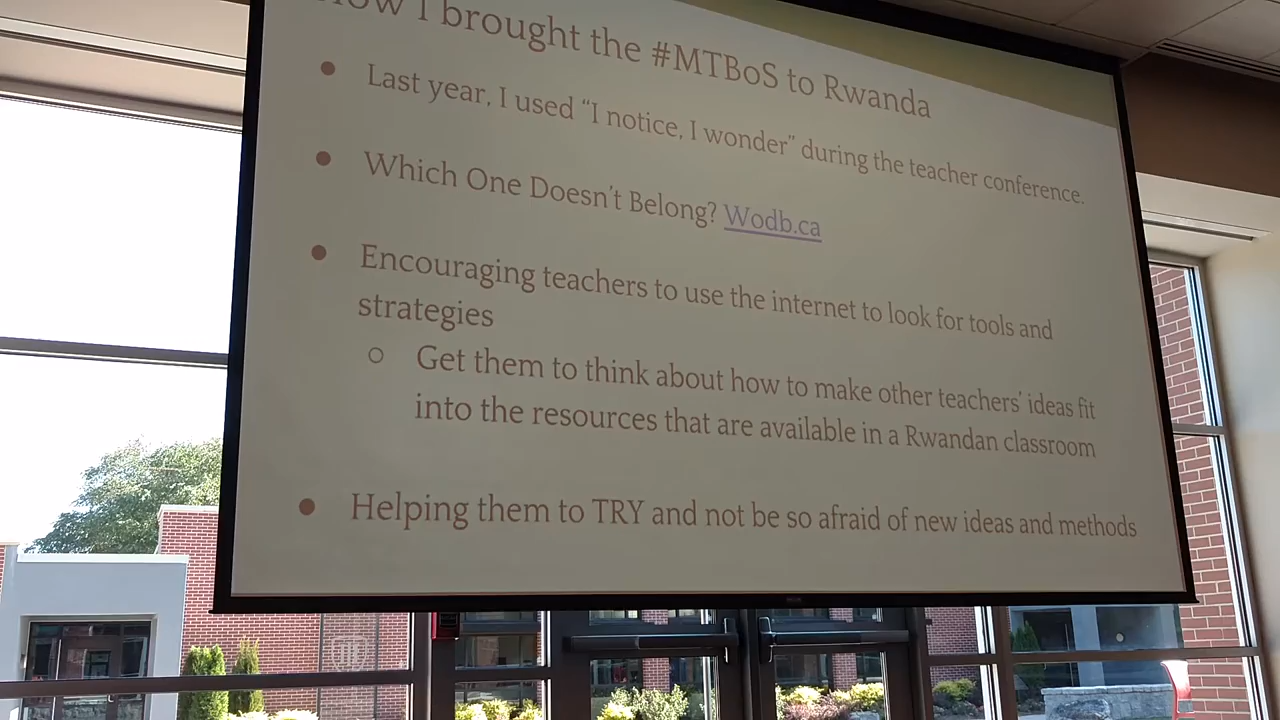 How I brought the #MTBoS to Rwanda
● Last year, I used “I notice, I wonder” during the teacher conference.
● Which One Doesn't Belong? Wodb.ca
● Encouraging teachers to use the internet to look for tools and
strategies
○ Get them to think about how to make other teachers' ideas fit
into the resources that are available in a Rwandan classroom
● Helping them to TRY and not be so afraid of new ideas and methods